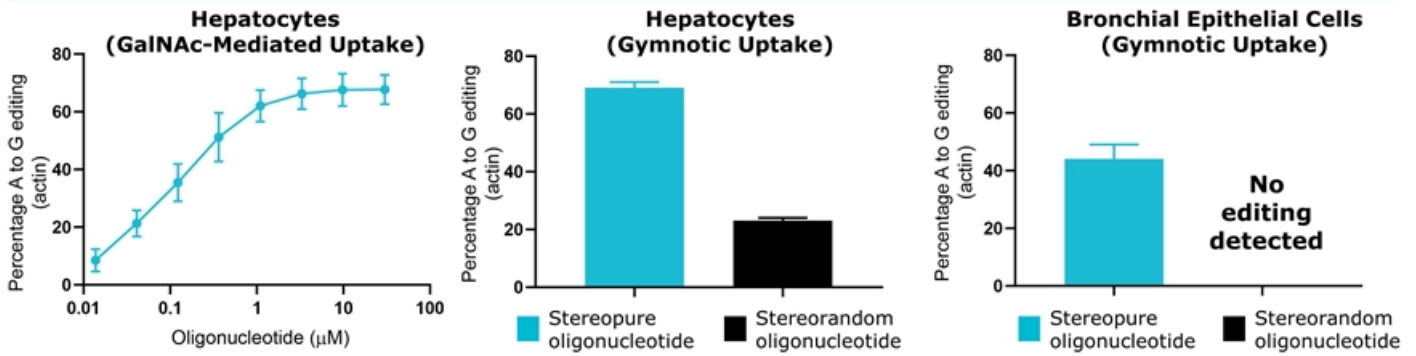 Hepatocytes
(GalNAc-Mediated Uptake)
Percentage A to G editing
(actin)
80
60
40
20
0
0.01
0.1
1
10
100
Oligonucleotide (μM)
Hepatocytes
(Gymnotic Uptake)
Percentage A to G editing
(actin)
80
60
40
20
0
Stereopure
oligonucleotide
Stereorandom
oligonucleotide
Bronchial Epithelial Cells
(Gymnotic Uptake)
Percentage A to G editing
(actin)
80
60
40
20
0
No
editing
detected
Stereopure
oligonucleotide
Stereorandom
oligonucleotide